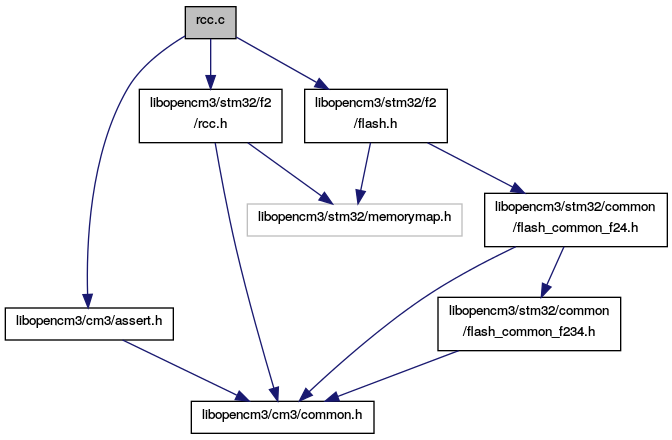 rcc.c
libopencm3/stm32/f2
/rcc.h
libopencm3/stm32/f2
/flash.h
libopencm3/stm32/common
/flash_common_f24.h
libopencm3/stm32/memorymap.h
libopencm3/cm3/assert.h
libopencm3/stm32/common
/flash_common_f234.h
libopencm3/cm3/common.h